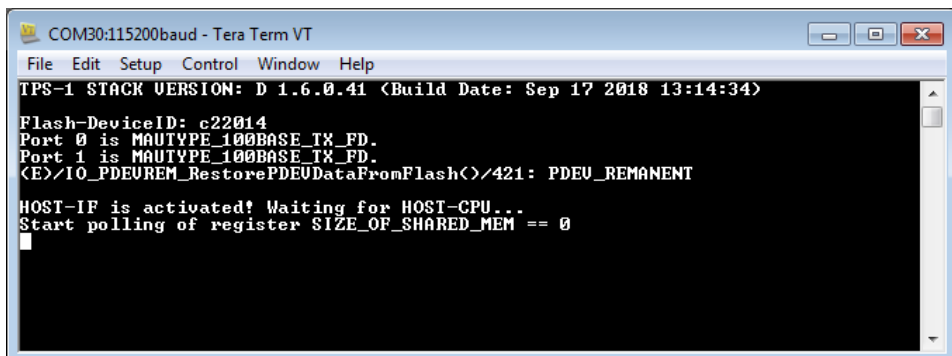 COM30:115200baud - Tera Term VT
File Edit Setup Control Window Help
TPS-1 STACK VERSION: D 1.6.0.41 (Build Date: Sep 17 2018 13:14:34)
Flash-DeviceID: c22014
Port 0 is MAUTYPE_100BASE_TX_FD.
Port 1 is MAUTYPE_100BASE_TX_FD.
(E)/IO_PDEVREM_RestorePDEVDataFromFlash()/421: PDEV_REMANENT
HOST-IF is activated! Waiting for HOST-CPU...
Start polling of register SIZE_OF_SHARED_MEM == 0